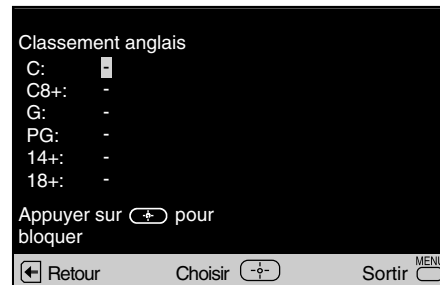 Classement anglais
C: -
C8+: -
G: -
PG: -
14+: -
18+: -
Appuyer sur pour
bloquer
Retour Choisir Sortir MENU